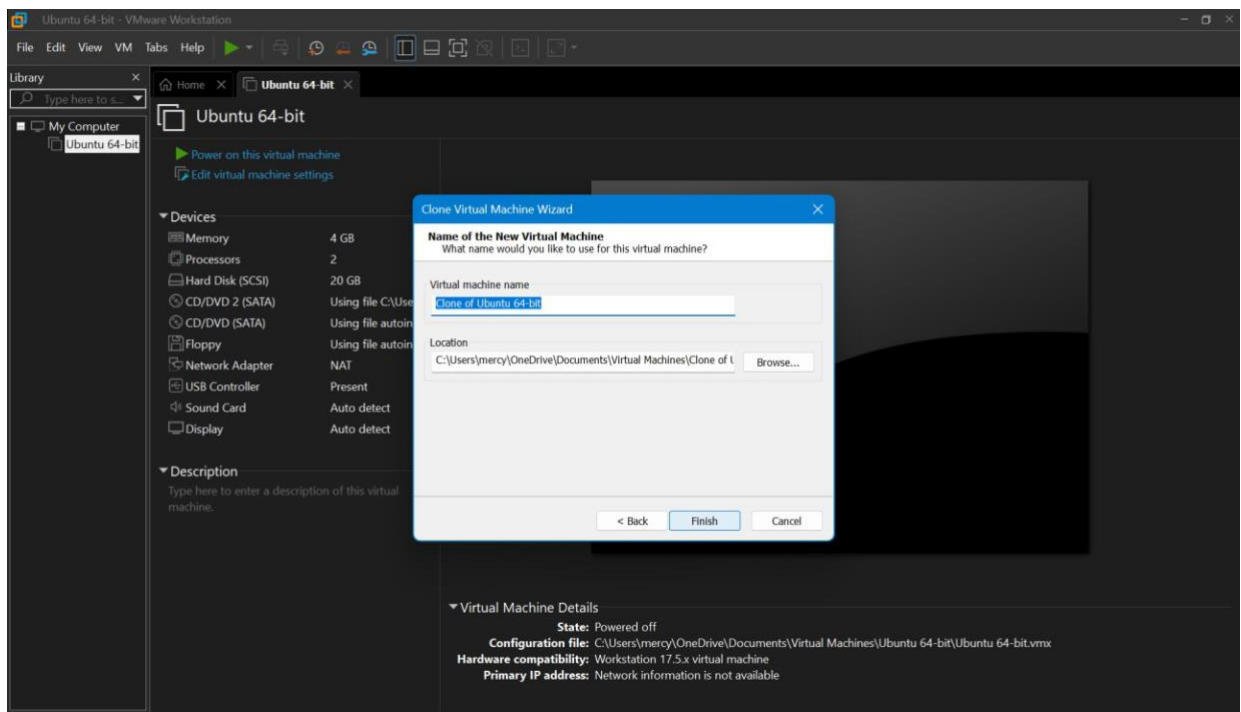 Ubuntu 64-bit - VMware Workstation
File Edit View VM Tabs Help
Library
Type here to s...
My Computer
Ubuntu 64-bit
Home
Ubuntu 64-bit
Ubuntu 64-bit
Power on this virtual machine
Edit virtual machine settings
Devices
Memory 4 GB
Processors 2
Hard Disk (SCSI) 20 GB
CD/DVD 2 (SATA) Using file C:\Use
CD/DVD (SATA) Using file autoin
Floppy Using file autoin
Network Adapter NAT
USB Controller Present
Sound Card Auto detect
Display Auto detect
Description
Type here to enter a description of this virtual
machine.
Clone Virtual Machine Wizard
Name of the New Virtual Machine
What name would you like to use for this virtual machine?
Virtual machine name
Clone of Ubuntu 64-bit
Location
C:\Users\mercy\OneDrive\Documents\Virtual Machines\Clone of U
Browse...
< Back Finish Cancel
Virtual Machine Details
State: Powered off
Configuration file: C:\Users\mercy\OneDrive\Documents\Virtual Machines\Ubuntu 64-bit\Ubuntu 64-bit.vmx
Hardware compatibility: Workstation 17.5.x virtual machine
Primary IP address: Network information is not available